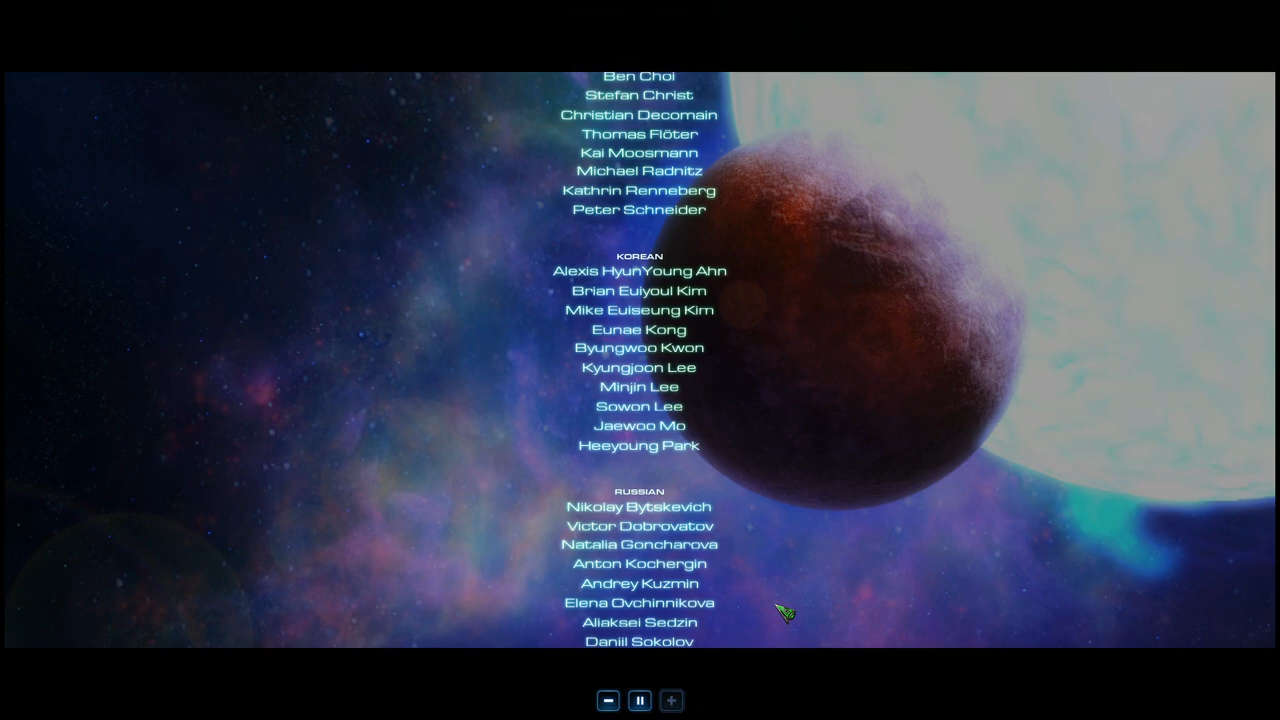 Ben Choi
Stefan Christ
Christian Decomain
Thomas Flöter
Kai Moosmann
Michael Radnitz
Kathrin Renneberg
Peter Schneider
KOREAN
Alexis HyunYoung Ahn
Brian Euiyoul Kim
Mike Euiseung Kim
Eunae Kong
Byungwoo Kwon
Kyungjoon Lee
Minjin Lee
Sowon Lee
Jaewoo Mo
Heeyoung Park
RUSSIAN
Nikolay Bytskevich
Victor Dobrovatov
Natalia Goncharova
Anton Kochergin
Andrey Kuzmin
Elena Ovchinnikova
Aliaksei Sedzin
Daniil Sokolov